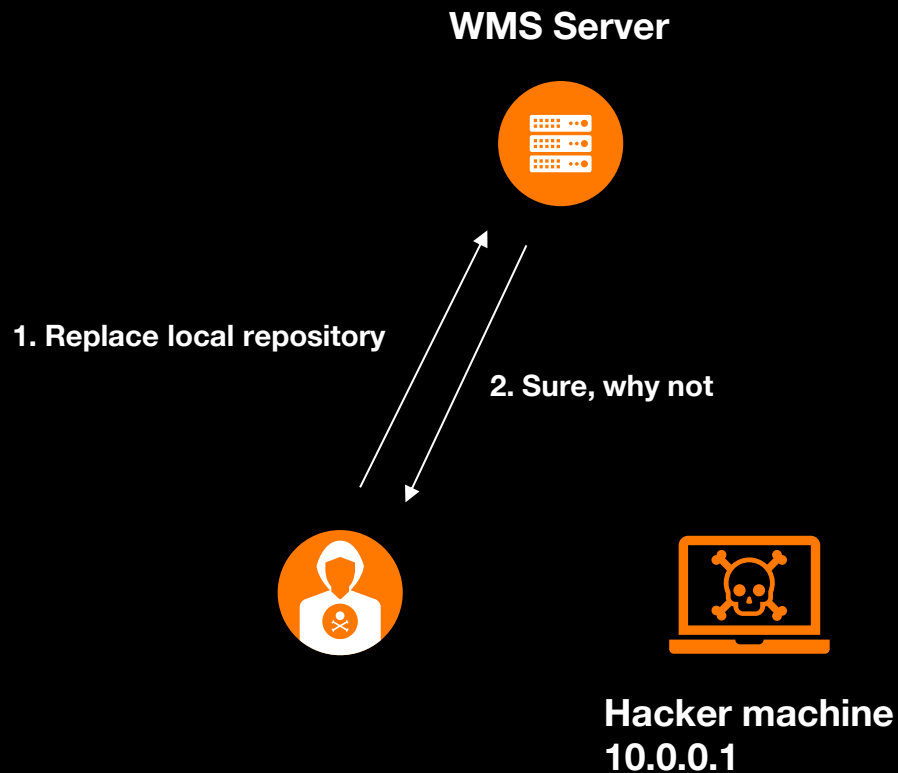 WMS Server
1. Replace local repository
2. Sure, why not
Hacker machine
10.0.0.1